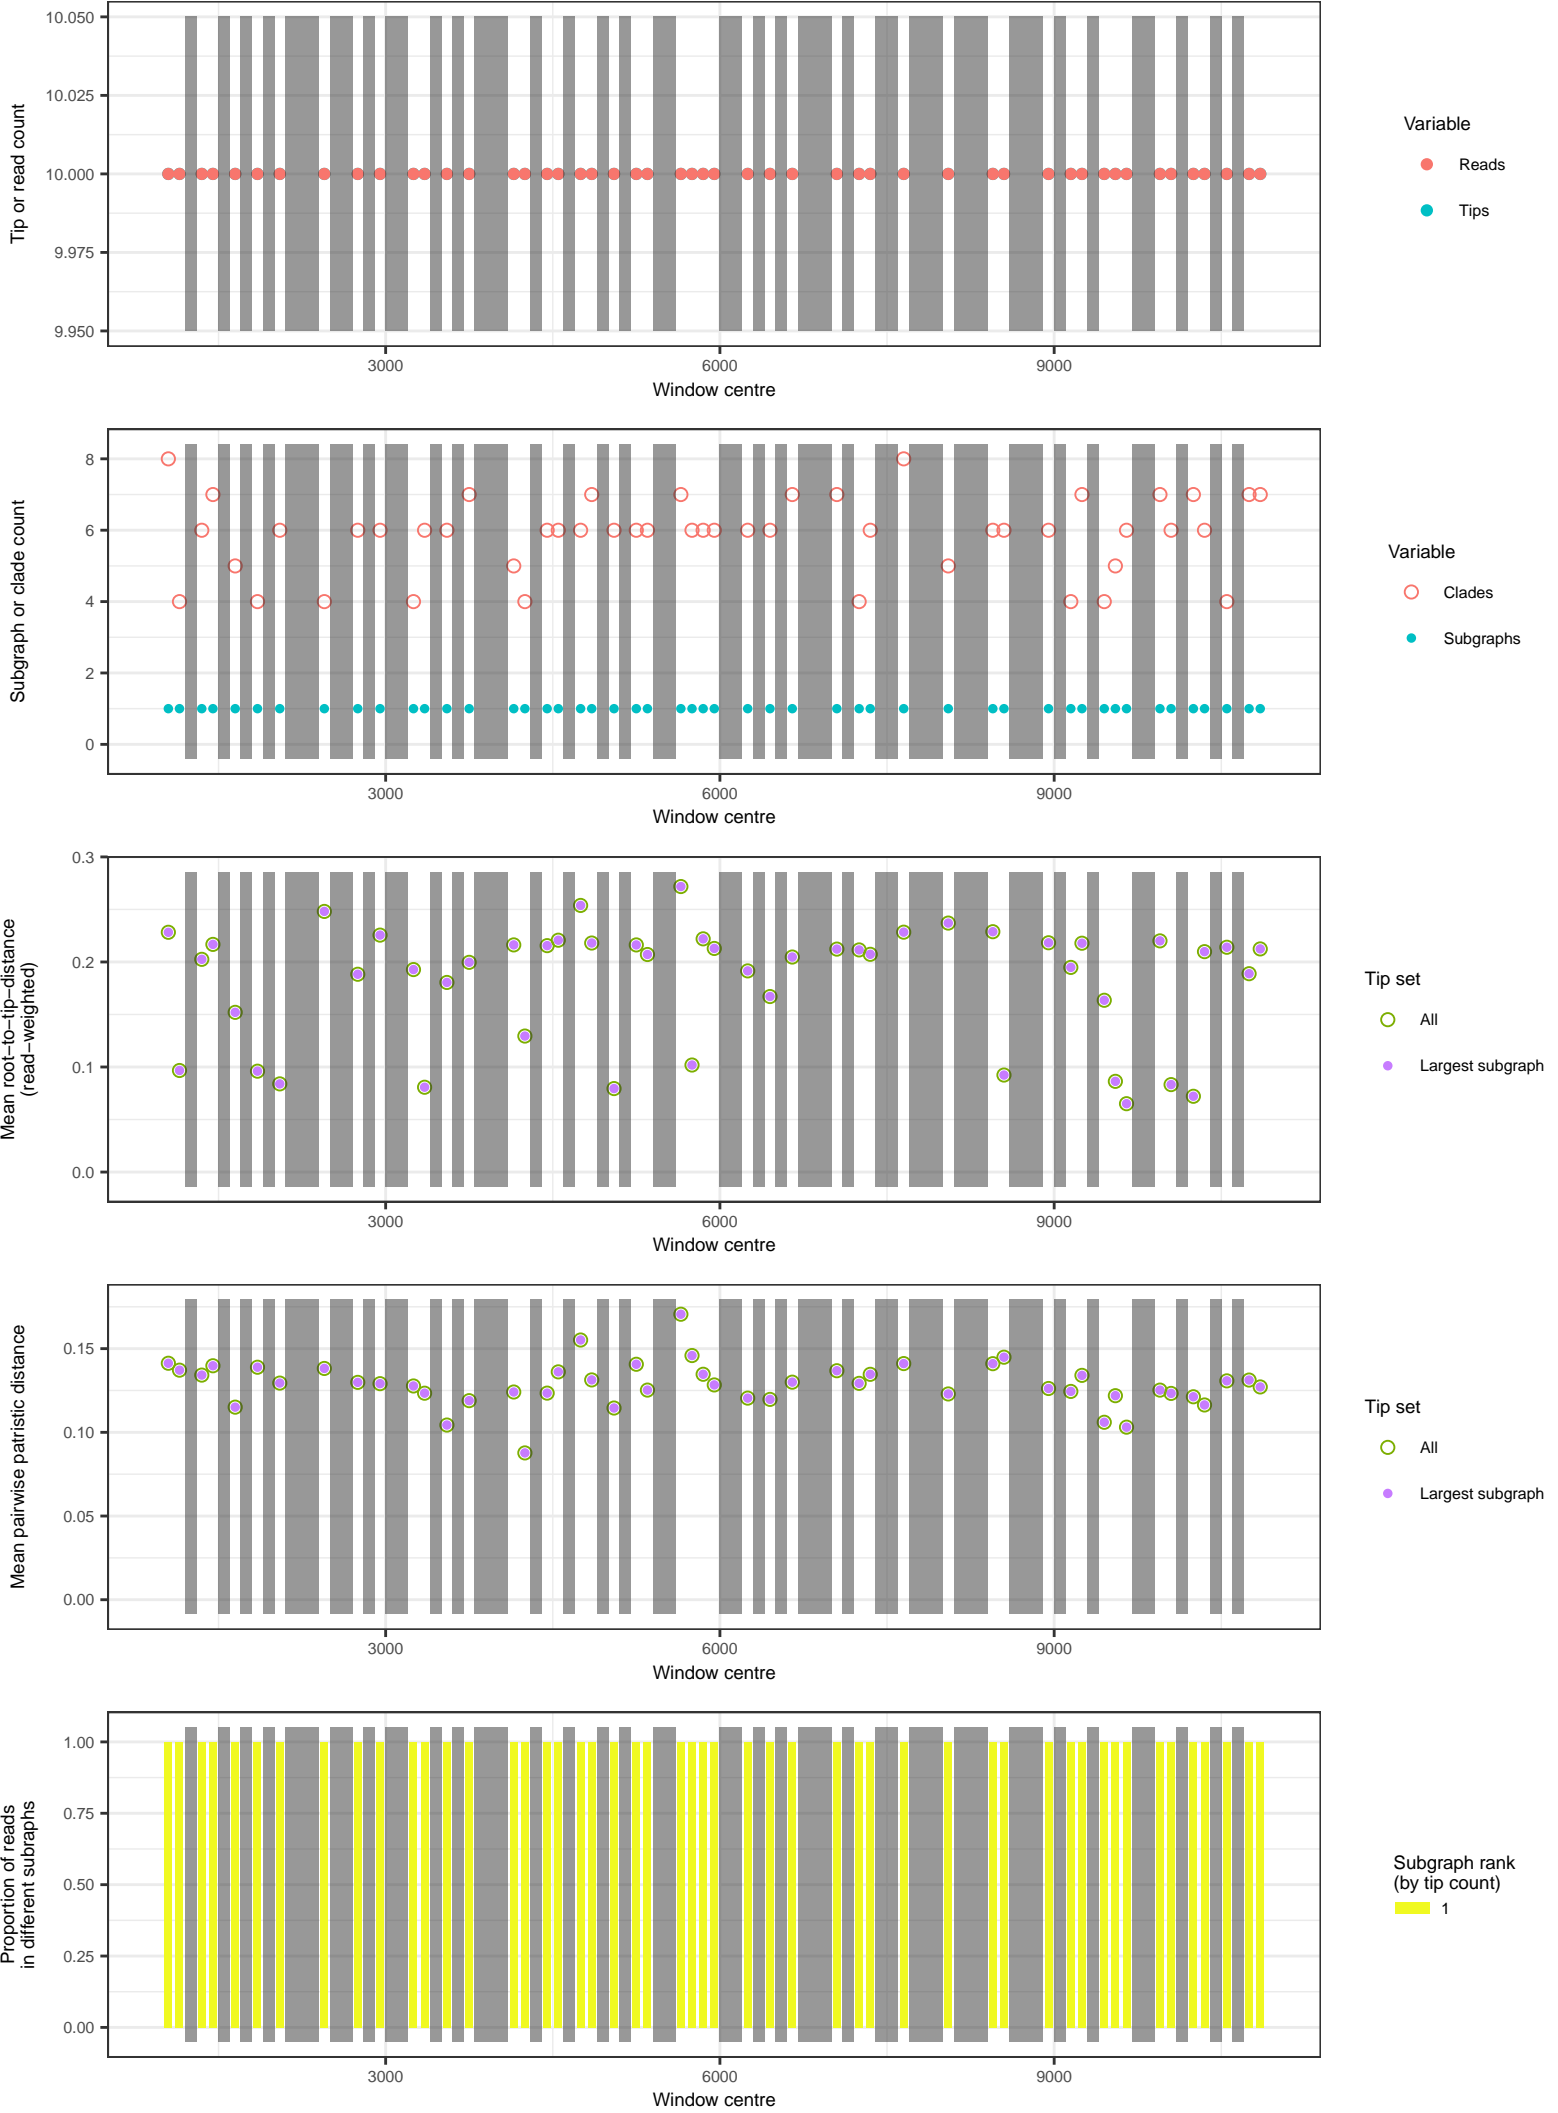 10.050
10.025
10.000
9.975
9.950
Tip or read count
3000
6000
9000
Window centre
Variable
Reads
Tips
8
6
4
2
0
Subgraph or clade count
3000
6000
9000
Window centre
Variable
Clades
Subgraphs
0.3
0.2
0.1
0.0
Mean root−to−tip−distance
(read−weighted)
3000
6000
9000
Window centre
Tip set
All
Largest subgraph
0.15
0.10
0.05
0.00
Mean pairwise patristic distance
3000
6000
9000
Window centre
Tip set
All
Largest subgraph
1.00
0.75
0.50
0.25
0.00
Proportion of reads
in different subraphs
3000
6000
9000
Window centre
Subgraph rank
(by tip count)
1